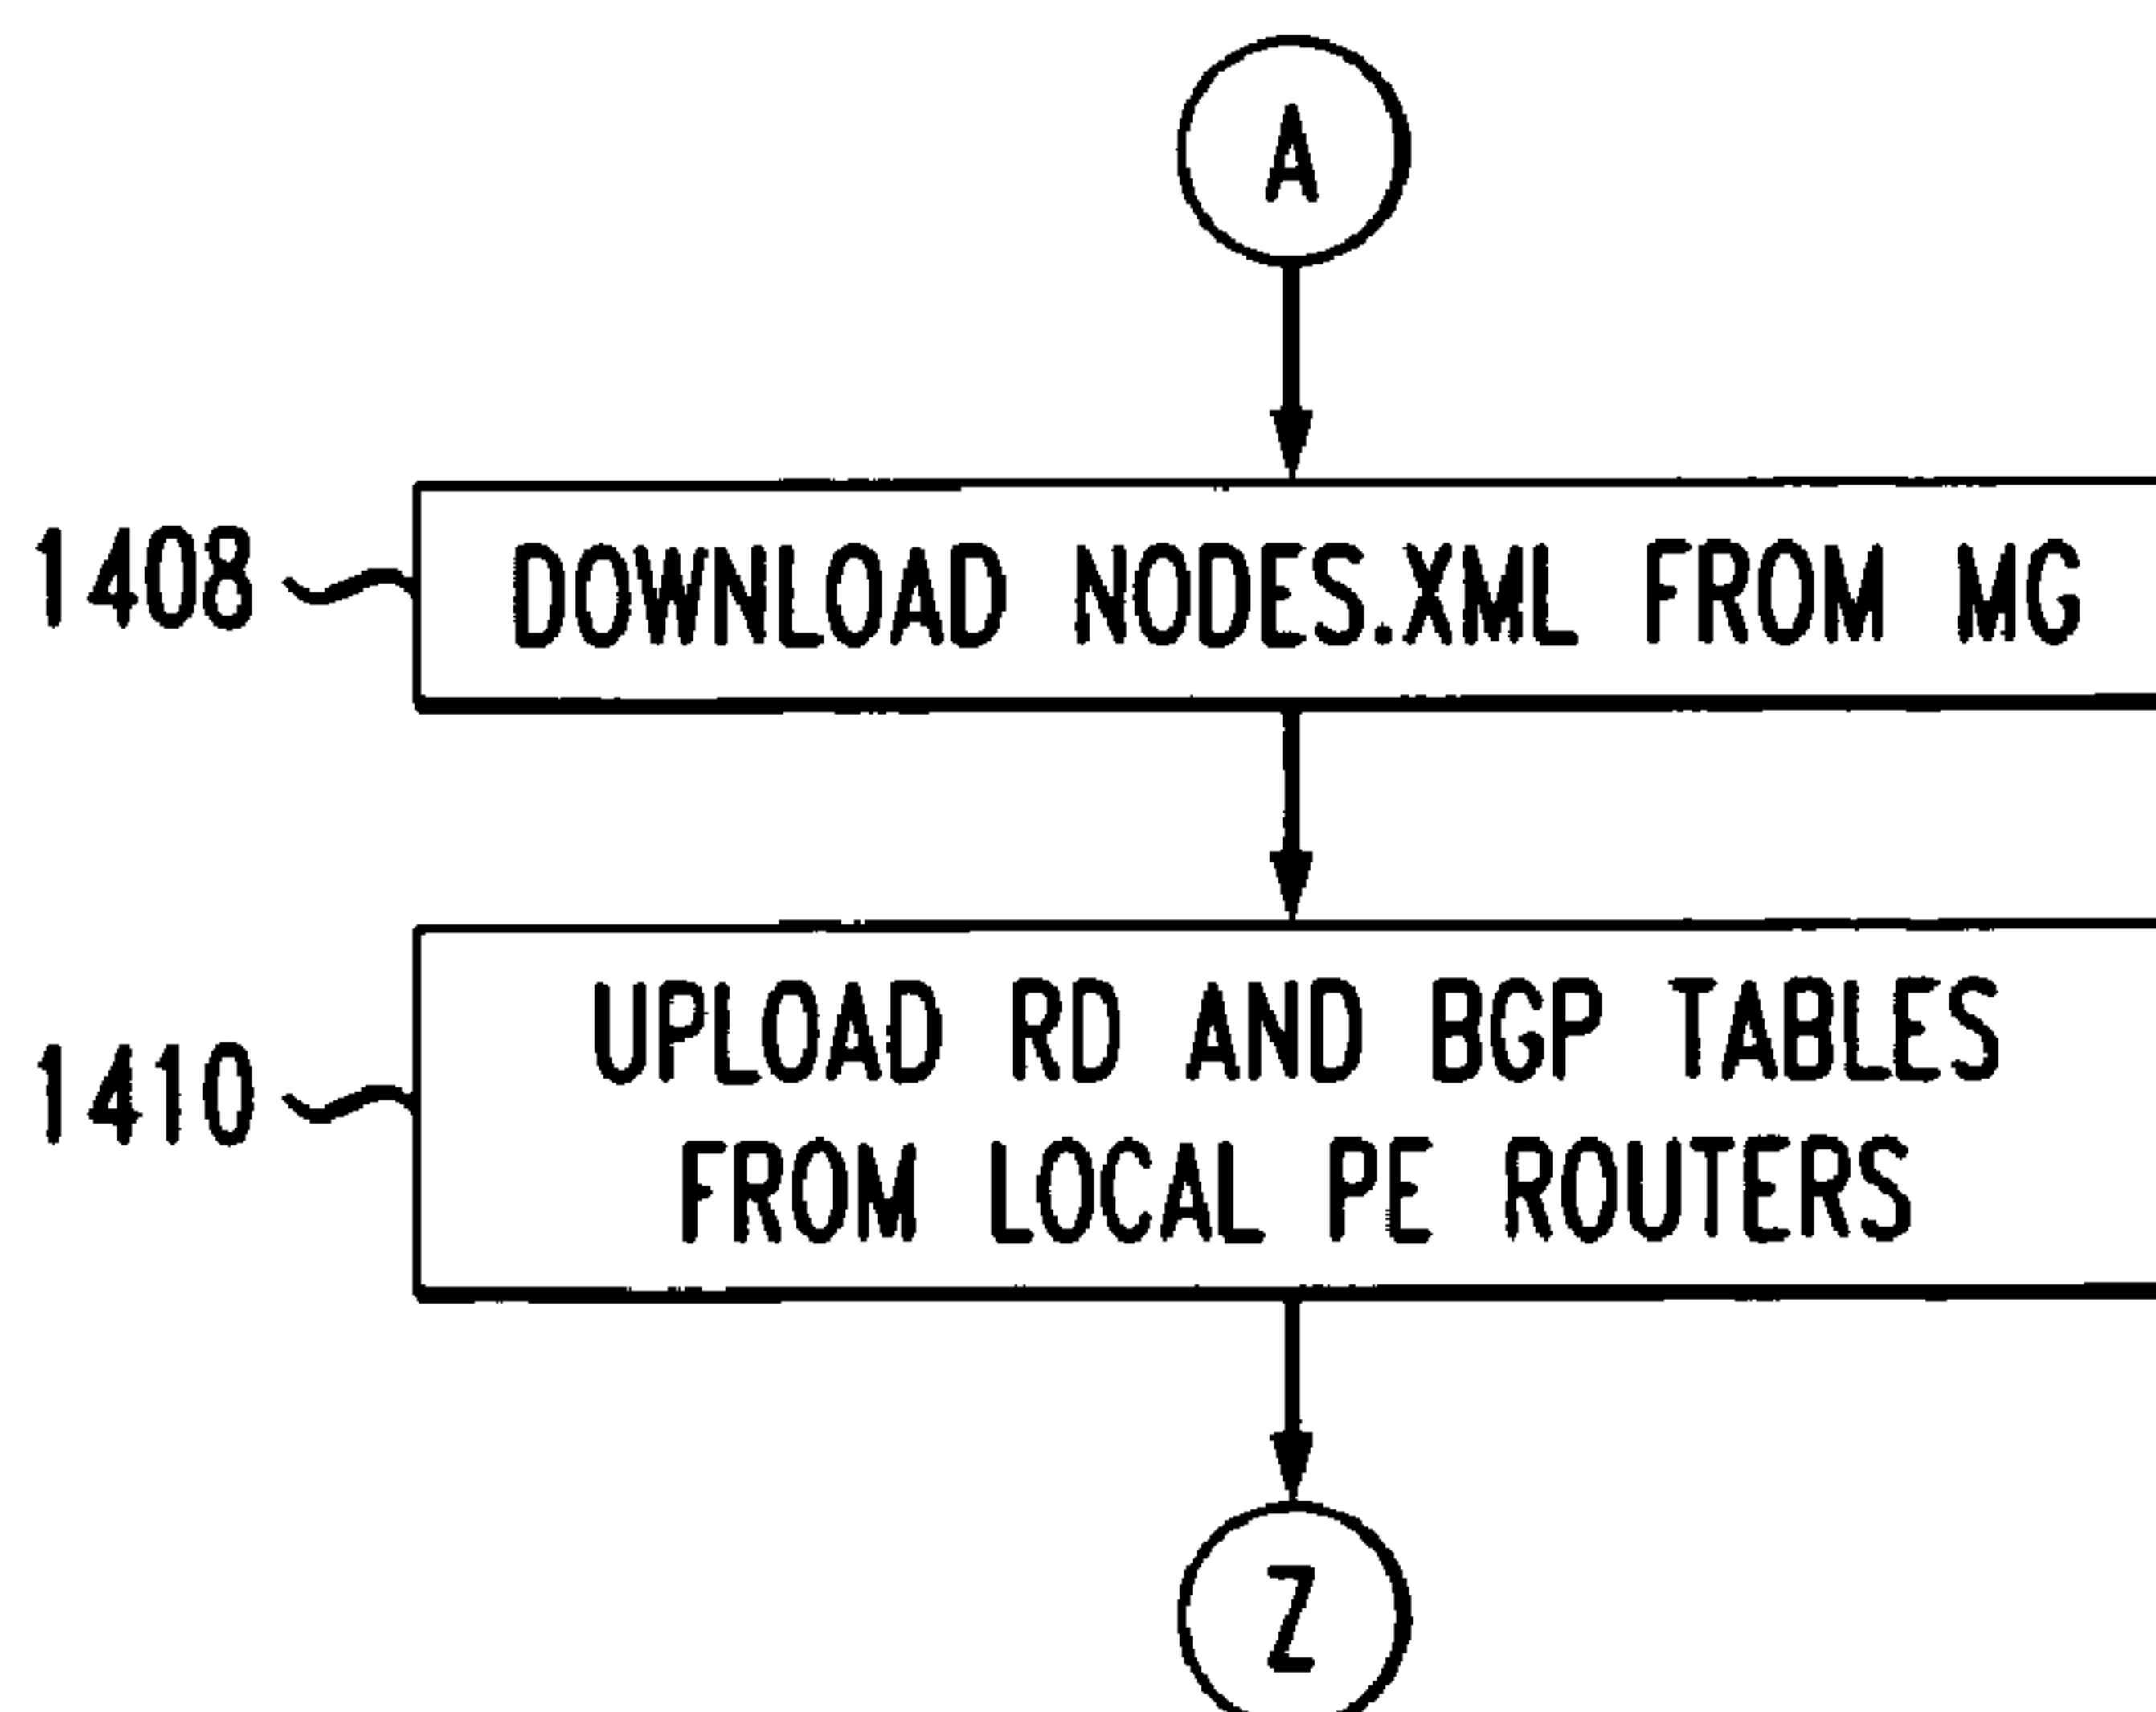 A
1408
DOWNLOAD NODES.XML FROM MG
1410
UPLOAD RD AND BGP TABLES
FROM LOCAL PE ROUTERS
Z